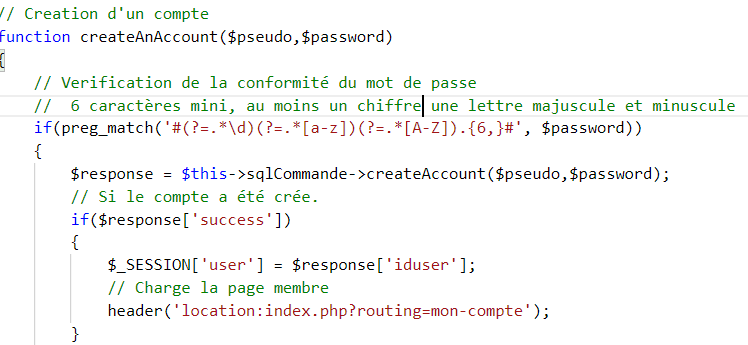 // Creation d'un compte
function createAnAccount($pseudo,$password)
{
// Verification de la conformité du mot de passe
// 6 caractères mini, au moins un chiffre une lettre majuscule et minuscule
if(preg_match('#(?=.*\d)(?=.*[a-z])(?=.*[A-Z]).{6,}#', $password))
{
$response = $this->sqlCommande->createAccount($pseudo,$password);
// Si le compte a été crée.
if($response['success'])
{
$_SESSION['user'] = $response['iduser'];
// Charge la page membre
header('location:index.php?routing=mon-compte');
}